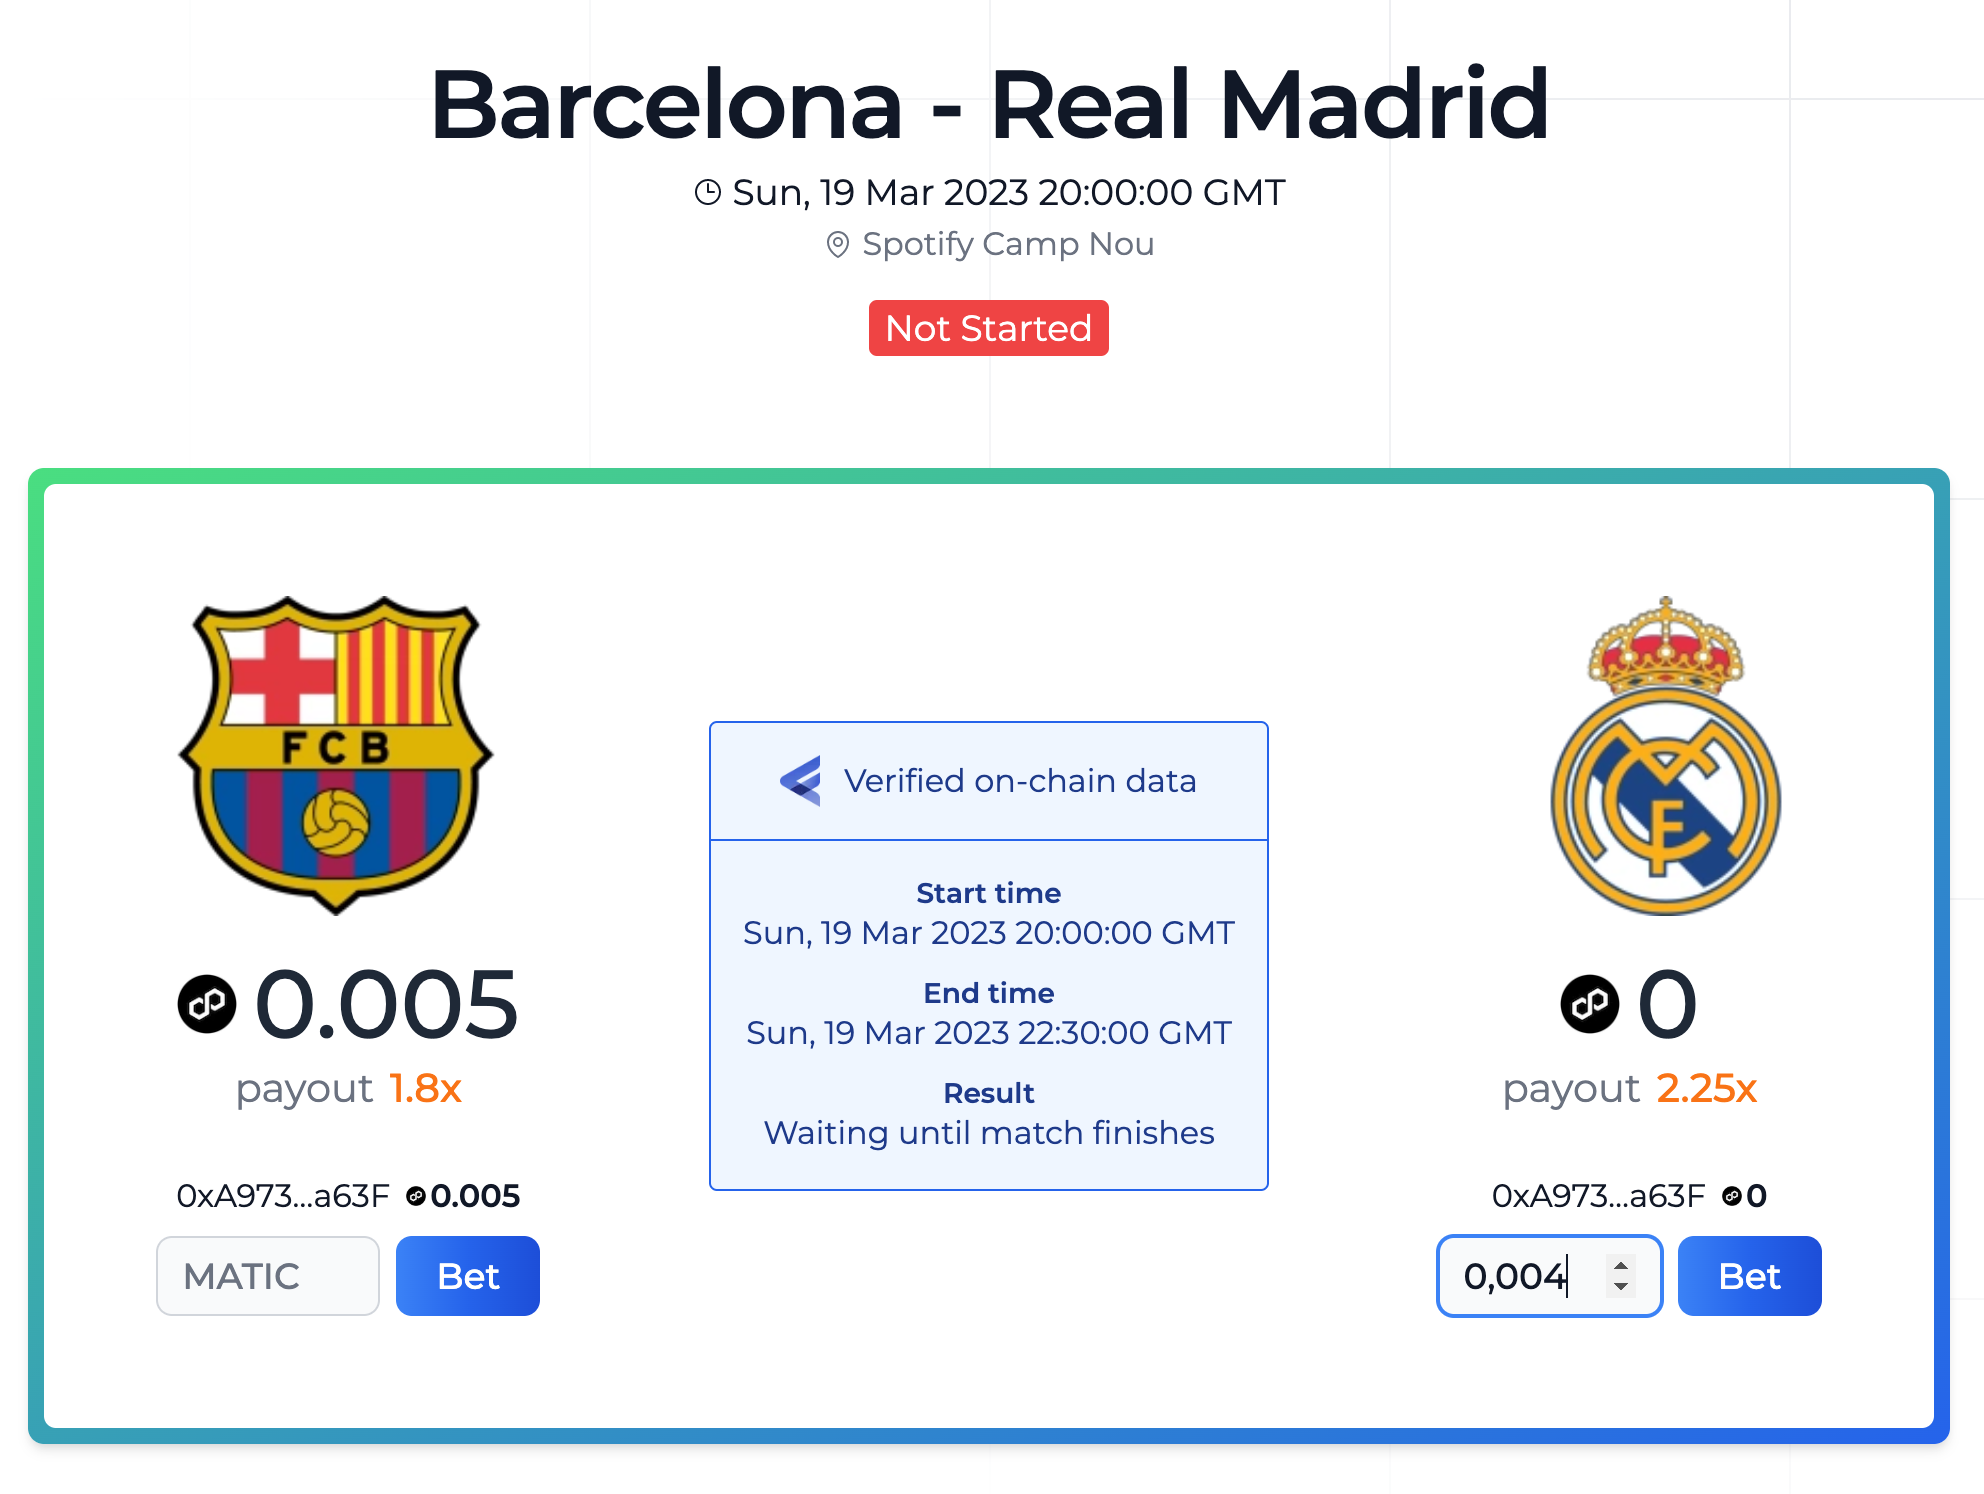 Barcelona - Real Madrid
Sun, 19 Mar 2023 20:00:00 GMT
Spotify Camp Nou
Not Started
FCB
0.005
payout 1.8x
0xA973...a63F 0.005
MATIC Bet
Verified on-chain data
Start time
Sun, 19 Mar 2023 20:00:00 GMT
End time
Sun, 19 Mar 2023 22:30:00 GMT
Result
Waiting until match finishes
0
payout 2.25x
0xA973...a63F 0
0,004 Bet